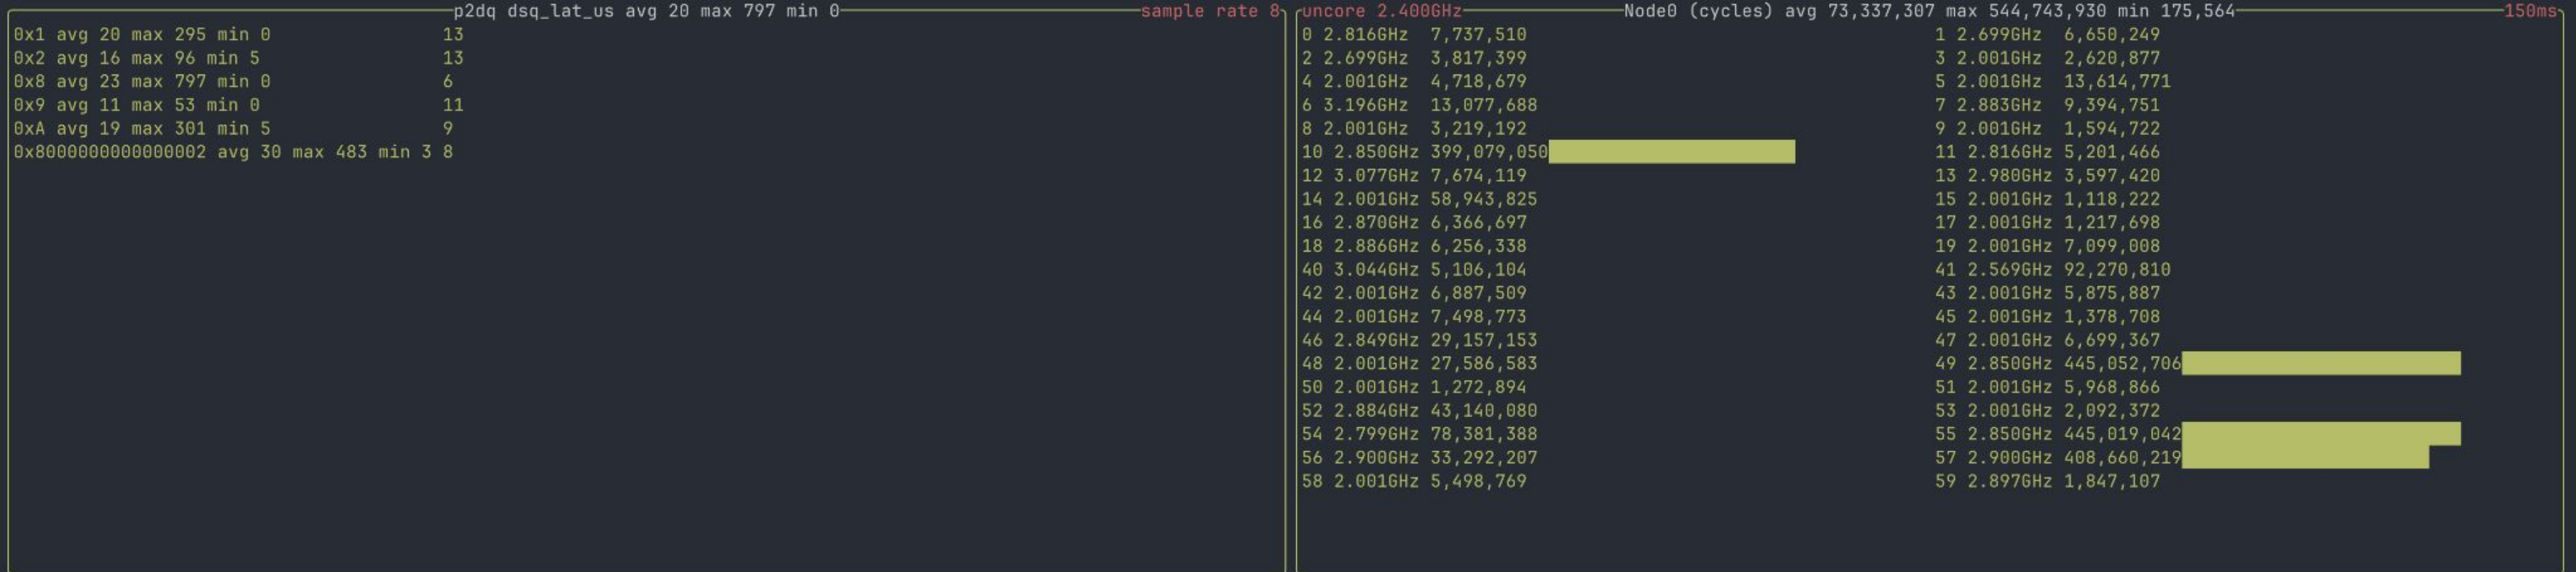 p2dq dsq_lat_us avg 20 max 797 min 0 sample rate 8
0x1 avg 20 max 295 min 0 13
0x2 avg 16 max 96 min 5 13
0x8 avg 23 max 797 min 0 6
0x9 avg 11 max 53 min 0 11
0xA avg 19 max 301 min 5 9
0x8000000000000002 avg 30 max 483 min 3 8
uncore 2.400GHz Node0 (cycles) avg 73,337,307 max 544,743,930 min 175,564 150ms
0 2.816GHz 7,737,510 1 2.699GHz 6,650,249
2 2.699GHz 3,817,399 3 2.001GHz 2,620,877
4 2.001GHz 4,718,679 5 2.001GHz 13,614,771
6 3.196GHz 13,077,688 7 2.883GHz 9,394,751
8 2.001GHz 3,219,192 9 2.001GHz 1,594,722
10 2.850GHz 399,079,050 11 2.816GHz 5,201,466
12 3.077GHz 7,674,119 13 2.980GHz 3,597,420
14 2.001GHz 58,943,825 15 2.001GHz 1,118,222
16 2.870GHz 6,366,697 17 2.001GHz 1,217,698
18 2.886GHz 6,256,338 19 2.001GHz 7,099,008
40 3.044GHz 5,106,104 41 2.569GHz 92,270,810
42 2.001GHz 6,887,509 43 2.001GHz 5,875,887
44 2.001GHz 7,498,773 45 2.001GHz 1,378,708
46 2.849GHz 29,157,153 47 2.001GHz 6,699,367
48 2.001GHz 27,586,583 49 2.850GHz 445,052,706
50 2.001GHz 1,272,894 51 2.001GHz 5,968,866
52 2.884GHz 43,140,080 53 2.001GHz 2,092,372
54 2.799GHz 78,381,388 55 2.850GHz 445,019,042
56 2.900GHz 33,292,207 57 2.900GHz 408,660,219
58 2.001GHz 5,498,769 59 2.897GHz 1,847,107